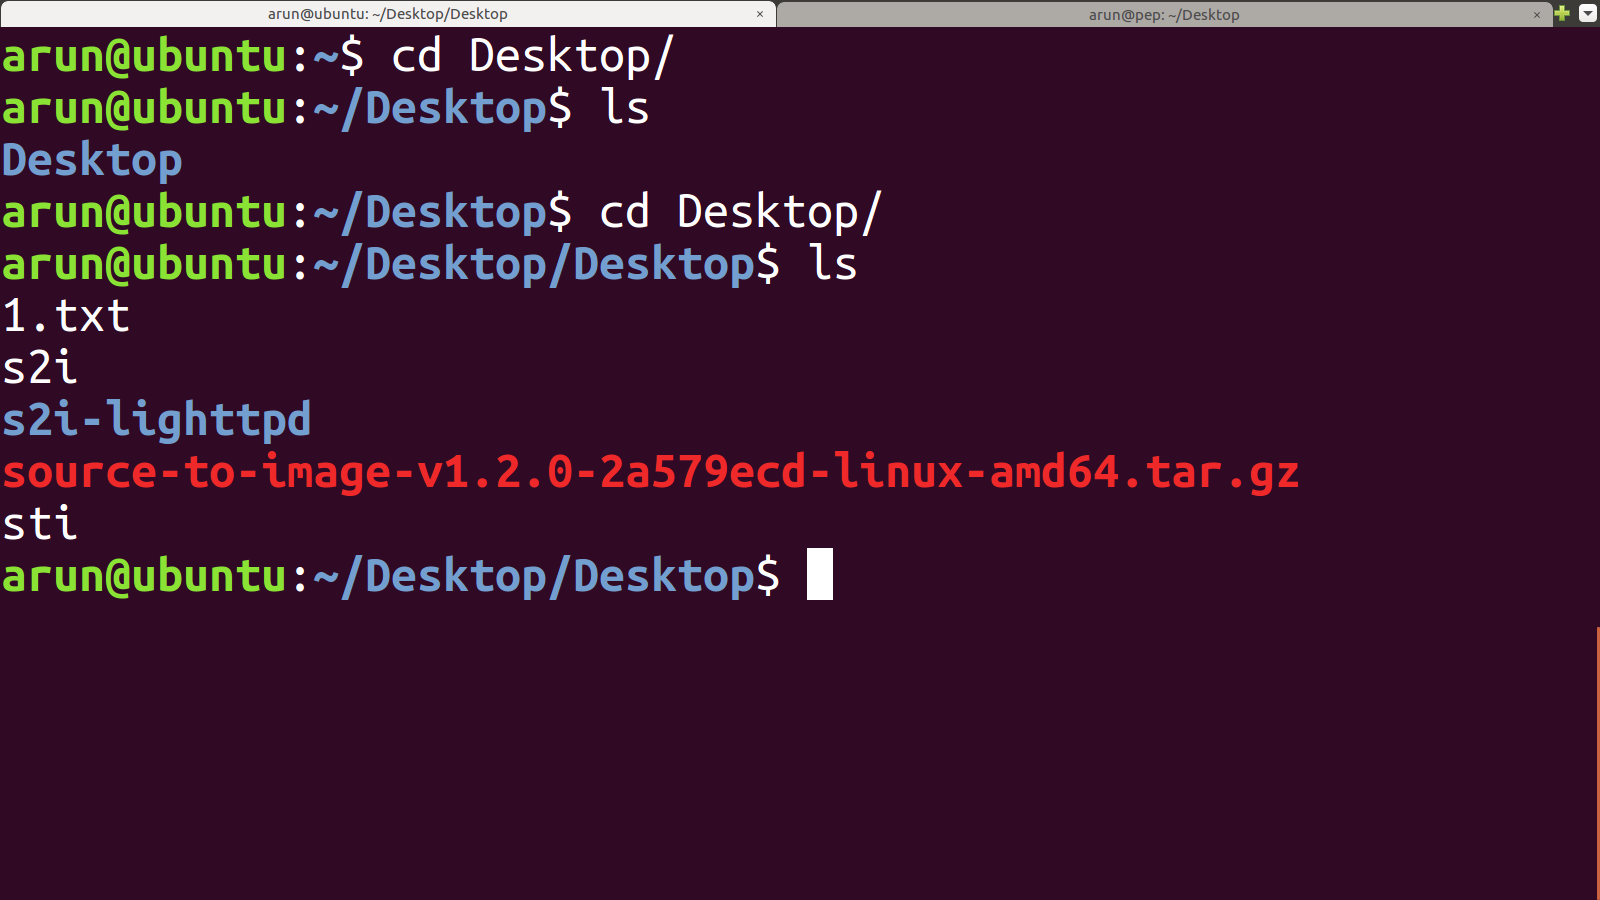 arun@ubuntu: ~/Desktop/Desktop × arun@pep: ~/Desktop ×
arun@ubuntu:~$ cd Desktop/
arun@ubuntu:~/Desktop$ ls
Desktop
arun@ubuntu:~/Desktop$ cd Desktop/
arun@ubuntu:~/Desktop/Desktop$ ls
1.txt
s2i
s2i-lighttpd
source-to-image-v1.2.0-2a579ecd-linux-amd64.tar.gz
sti
arun@ubuntu:~/Desktop/Desktop$